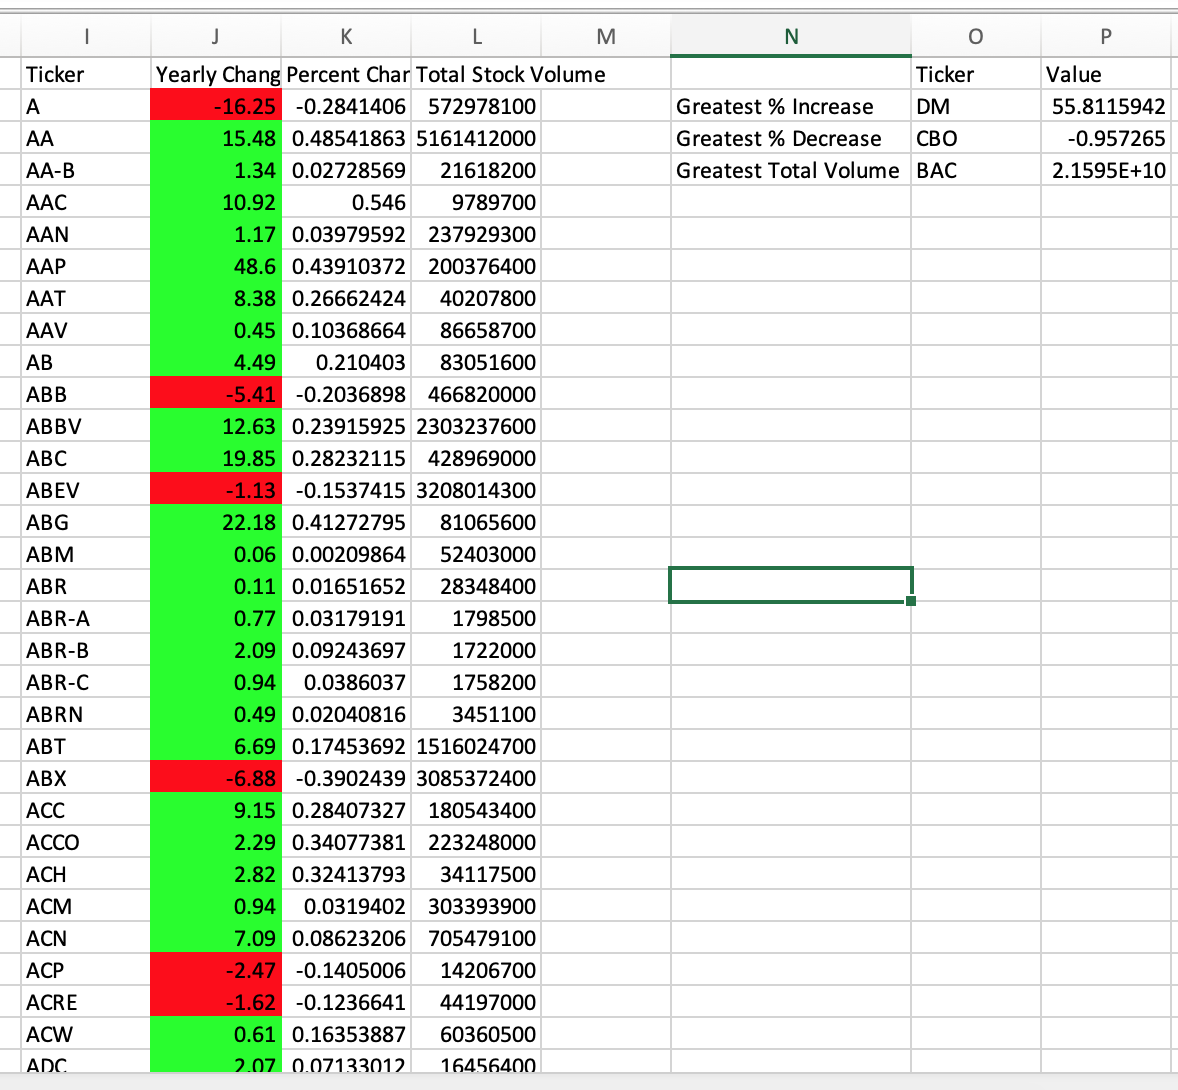 I J K L M N O P
Ticker Yearly Chang Percent Char Total Stock Volume Ticker Value
A -16.25 -0.2841406 572978100 Greatest % Increase DM 55.8115942
AA 15.48 0.48541863 5161412000 Greatest % Decrease CBO -0.957265
AA-B 1.34 0.02728569 21618200 Greatest Total Volume BAC 2.1595E+10
AAC 10.92 0.546 9789700
AAN 1.17 0.03979592 237929300
AAP 48.6 0.43910372 200376400
AAT 8.38 0.26662424 40207800
AAV 0.45 0.10368664 86658700
AB 4.49 0.210403 83051600
ABB -5.41 -0.2036898 466820000
ABBV 12.63 0.23915925 2303237600
ABC 19.85 0.28232115 428969000
ABEV -1.13 -0.1537415 3208014300
ABG 22.18 0.41272795 81065600
ABM 0.06 0.00209864 52403000
ABR 0.11 0.01651652 28348400
ABR-A 0.77 0.03179191 1798500
ABR-B 2.09 0.09243697 1722000
ABR-C 0.94 0.0386037 1758200
ABRN 0.49 0.02040816 3451100
ABT 6.69 0.17453692 1516024700
ABX -6.88 -0.3902439 3085372400
ACC 9.15 0.28407327 180543400
ACCO 2.29 0.34077381 223248000
ACH 2.82 0.32413793 34117500
ACM 0.94 0.0319402 303393900
ACN 7.09 0.08623206 705479100
ACP -2.47 -0.1405006 14206700
ACRE -1.62 -0.1236641 44197000
ACW 0.61 0.16353887 60360500
ADC 2.07 0.07133012 16456400